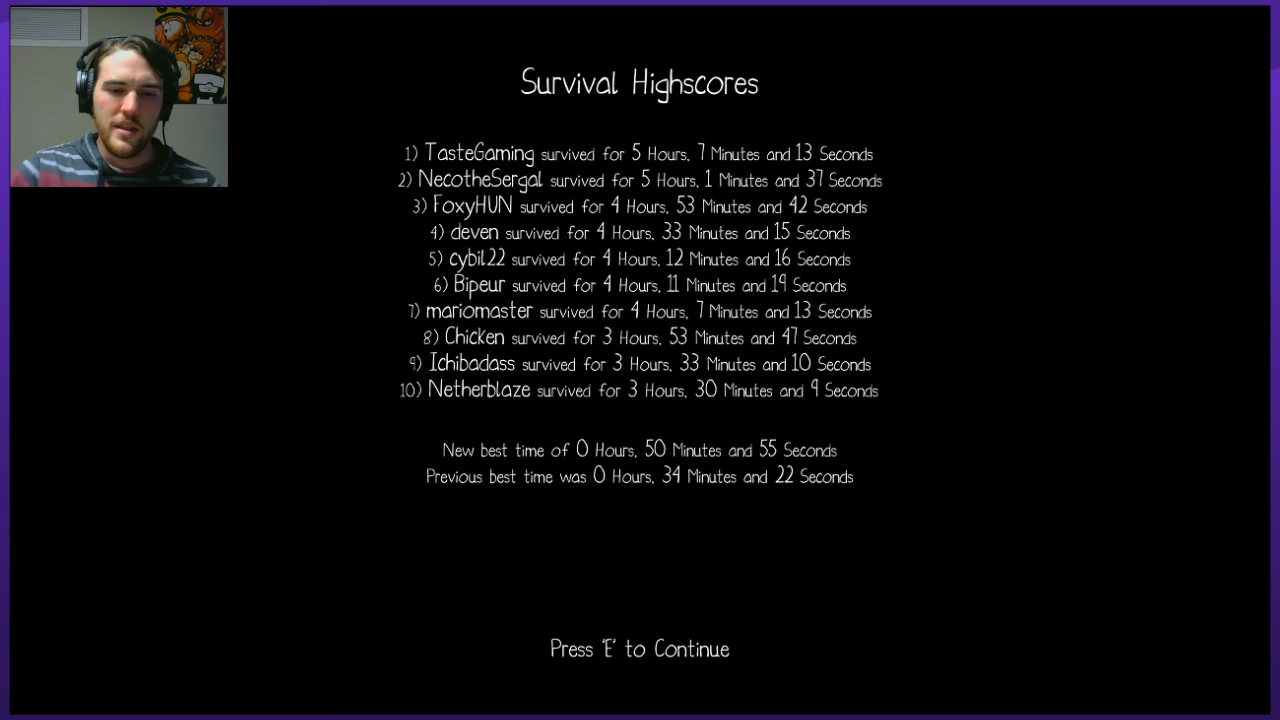 Survival Highscores
1) TasteGaming survived for 5 Hours, 7 Minutes and 13 Seconds
2) NecotheSergal survived for 5 Hours, 1 Minutes and 37 Seconds
3) FoxyHUN survived for 4 Hours, 53 Minutes and 42 Seconds
4) deven survived for 4 Hours, 33 Minutes and 15 Seconds
5) cybil22 survived for 4 Hours, 12 Minutes and 16 Seconds
6) Bipeur survived for 4 Hours, 11 Minutes and 19 Seconds
7) mariomaster survived for 4 Hours, 7 Minutes and 13 Seconds
8) Chicken survived for 3 Hours, 53 Minutes and 47 Seconds
9) Ichibadass survived for 3 Hours, 33 Minutes and 10 Seconds
10) Netherblaze survived for 3 Hours, 30 Minutes and 9 Seconds
New best time of 0 Hours, 50 Minutes and 55 Seconds
Previous best time was 0 Hours, 34 Minutes and 22 Seconds
Press 'E' to Continue